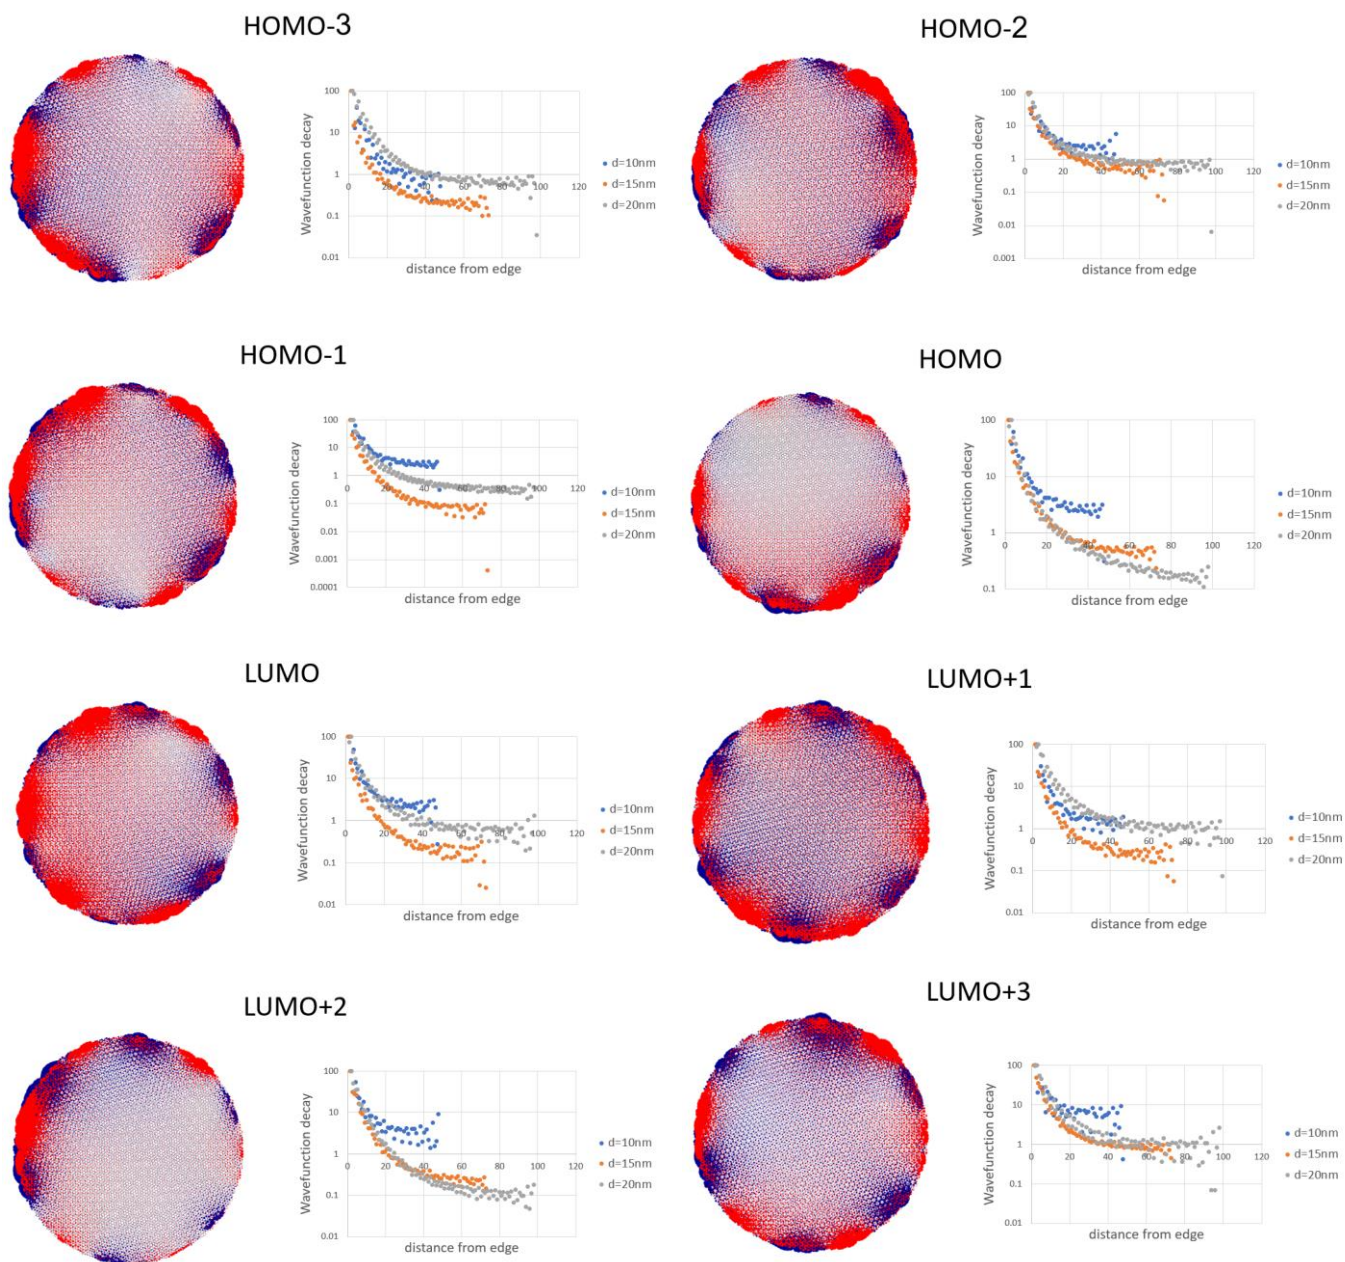 HOMO-3
Wavefunction decay
100
10
1
0.1
0.01
0
20
40
60
80
100
120
distance from edge
d=10nm
d=15nm
d=20nm
HOMO-2
Wavefunction decay
100
10
1
0.1
0.01
0.001
0
20
40
60
80
100
120
distance from edge
d=10nm
d=15nm
d=20nm
HOMO-1
Wavefunction decay
100
10
1
0.1
0.01
0.001
0.0001
0
20
40
60
80
100
120
distance from edge
d=10nm
d=15nm
d=20nm
HOMO
Wavefunction decay
100
10
1
0.1
0
20
40
60
80
100
120
distance from edge
d=10nm
d=15nm
d=20nm
LUMO
Wavefunction decay
100
10
1
0.1
0.01
0
20
40
60
80
100
120
distance from edge
d=10nm
d=15nm
d=20nm
LUMO+1
Wavefunction decay
100
10
1
0.1
0.01
0
20
40
60
80
100
120
distance from edge
d=10nm
d=15nm
d=20nm
LUMO+2
Wavefunction decay
100
10
1
0.1
0.01
0
20
40
60
80
100
120
distance from edge
d=10nm
d=15nm
d=20nm
LUMO+3
Wavefunction decay
100
10
1
0.1
0.01
0
20
40
60
80
100
120
distance from edge
d=10nm
d=15nm
d=20nm